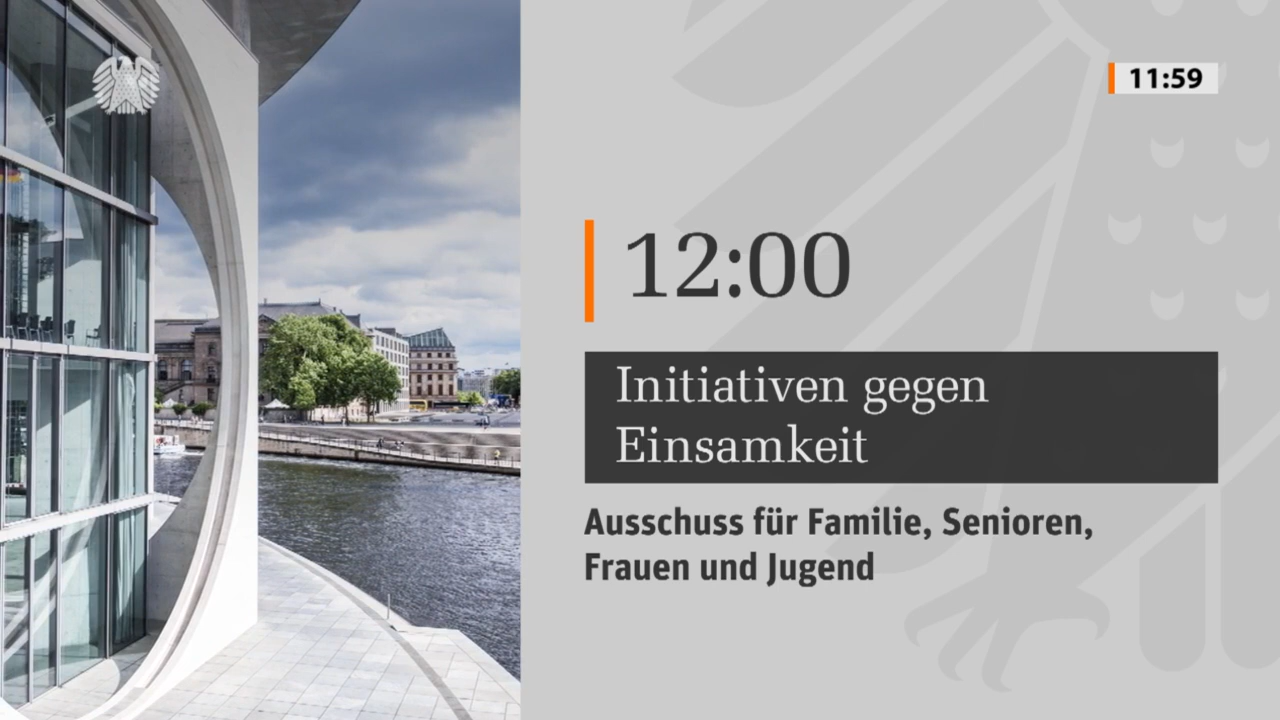 11:59
12:00
Initiativen gegen
Einsamkeit
Ausschuss für Familie, Senioren,
Frauen und Jugend